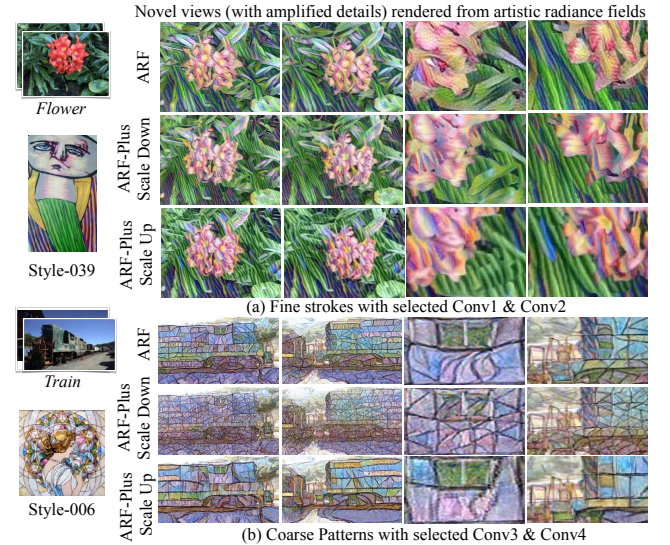 Novel views (with amplified details) rendered from artistic radiance fields
Flower
Style-039
ARF
ARF-Plus
Scale Down
ARF-Plus
Scale Up
(a) Fine strokes with selected Conv1 & Conv2
Train
Style-006
ARF
ARF-Plus
Scale Down
ARF-Plus
Scale Up
(b) Coarse Patterns with selected Conv3 & Conv4